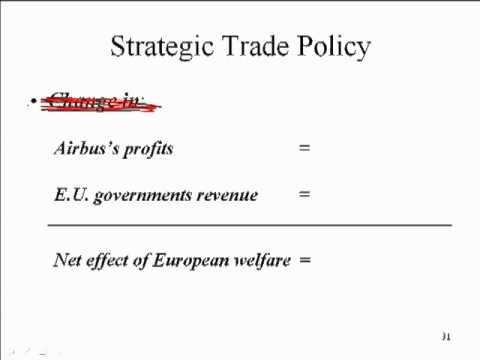 Strategic Trade Policy
• Change in:
Airbus's profits =
E.U. governments revenue =
Net effect of European welfare =
31